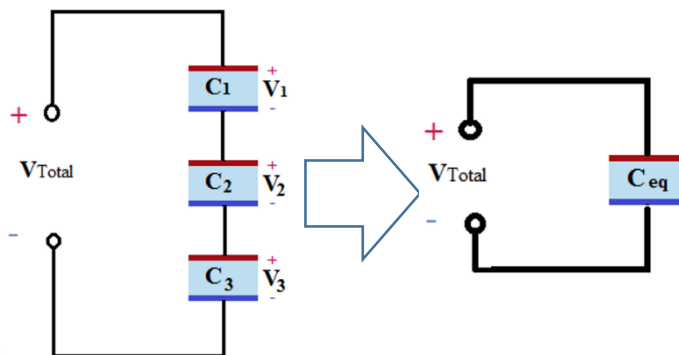 +
C1
V1
-
+
VTotal
-
+
C2
V2
-
+
C3
V3
-
+
VTotal
-
Ceq